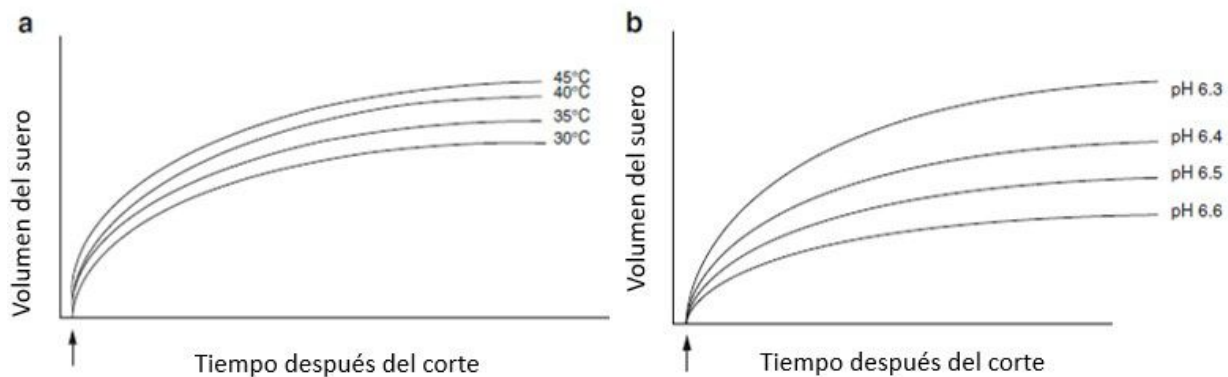 a
Volumen del suero
45°C
40°C
35°C
30°C
Tiempo después del corte
b
Volumen del suero
pH 6.3
pH 6.4
pH 6.5
pH 6.6
Tiempo después del corte